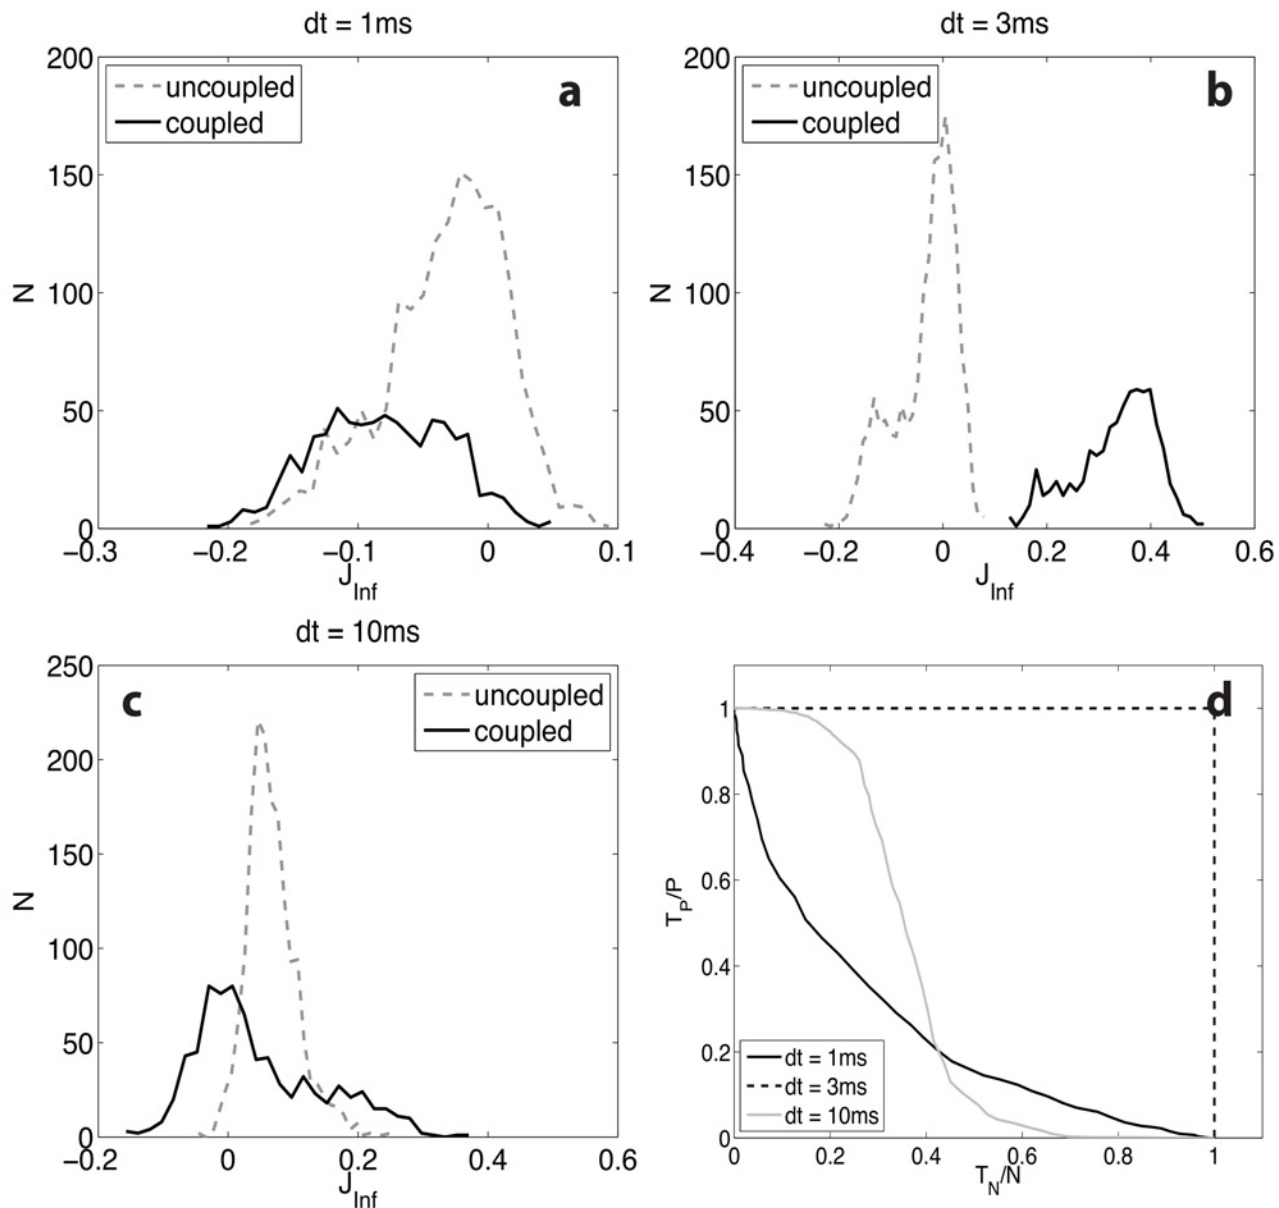 dt = 1ms
200
150
100
50
0
N
uncoupled
coupled
a
−0.3
−0.2
−0.1
0
0.1
J_Inf
dt = 3ms
200
150
100
50
0
N
uncoupled
coupled
b
−0.4
−0.2
0
0.2
0.4
0.6
J_Inf
dt = 10ms
250
200
150
100
50
0
N
c
uncoupled
coupled
−0.2
0
0.2
0.4
0.6
J_Inf
d
1
0.8
0.6
0.4
0.2
0
T_P/P
dt = 1ms
dt = 3ms
dt = 10ms
0
0.2
0.4
0.6
0.8
1
T_N/N